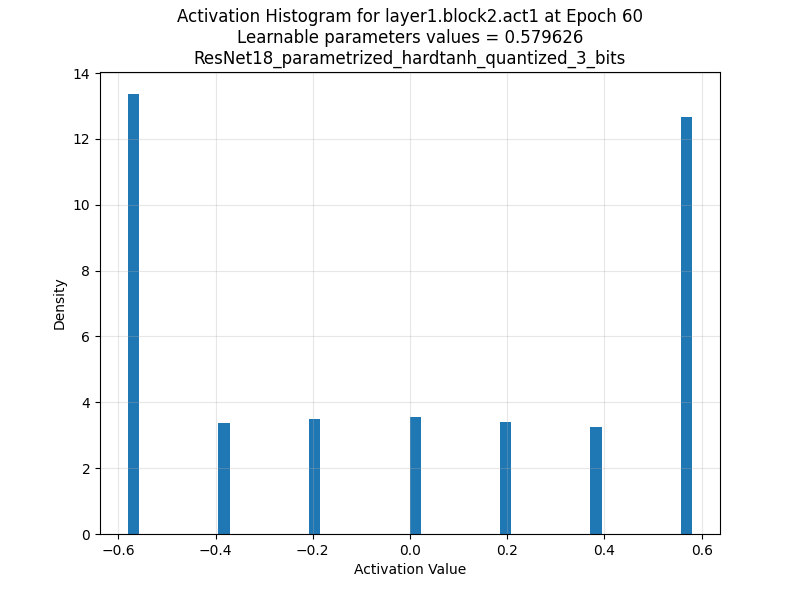 Activation Histogram for layer1.block2.act1 at Epoch 60
Learnable parameters values = 0.579626
ResNet18_parametrized_hardtanh_quantized_3_bits
14
12
10
8
6
4
2
0
Density
−0.6 −0.4 −0.2 0.0 0.2 0.4 0.6
Activation Value